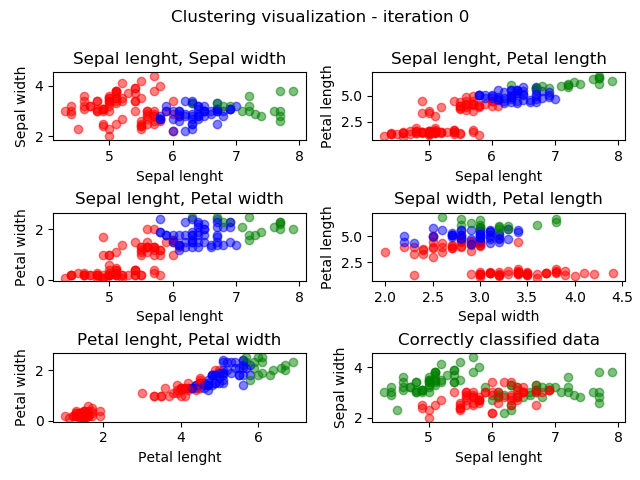 Clustering visualization - iteration 0
Sepal lenght, Sepal width
Sepal width
4
2
5 6 7 8
Sepal lenght
Sepal lenght, Petal length
Petal length
5.0
2.5
5 6 7 8
Sepal lenght
Sepal lenght, Petal width
Petal width
2
0
5 6 7 8
Sepal lenght
Sepal width, Petal length
Petal length
5.0
2.5
2.0 2.5 3.0 3.5 4.0 4.5
Sepal width
Petal lenght, Petal width
Petal width
2
0
2 4 6
Petal lenght
Correctly classified data
Sepal width
4
2
5 6 7 8
Sepal lenght